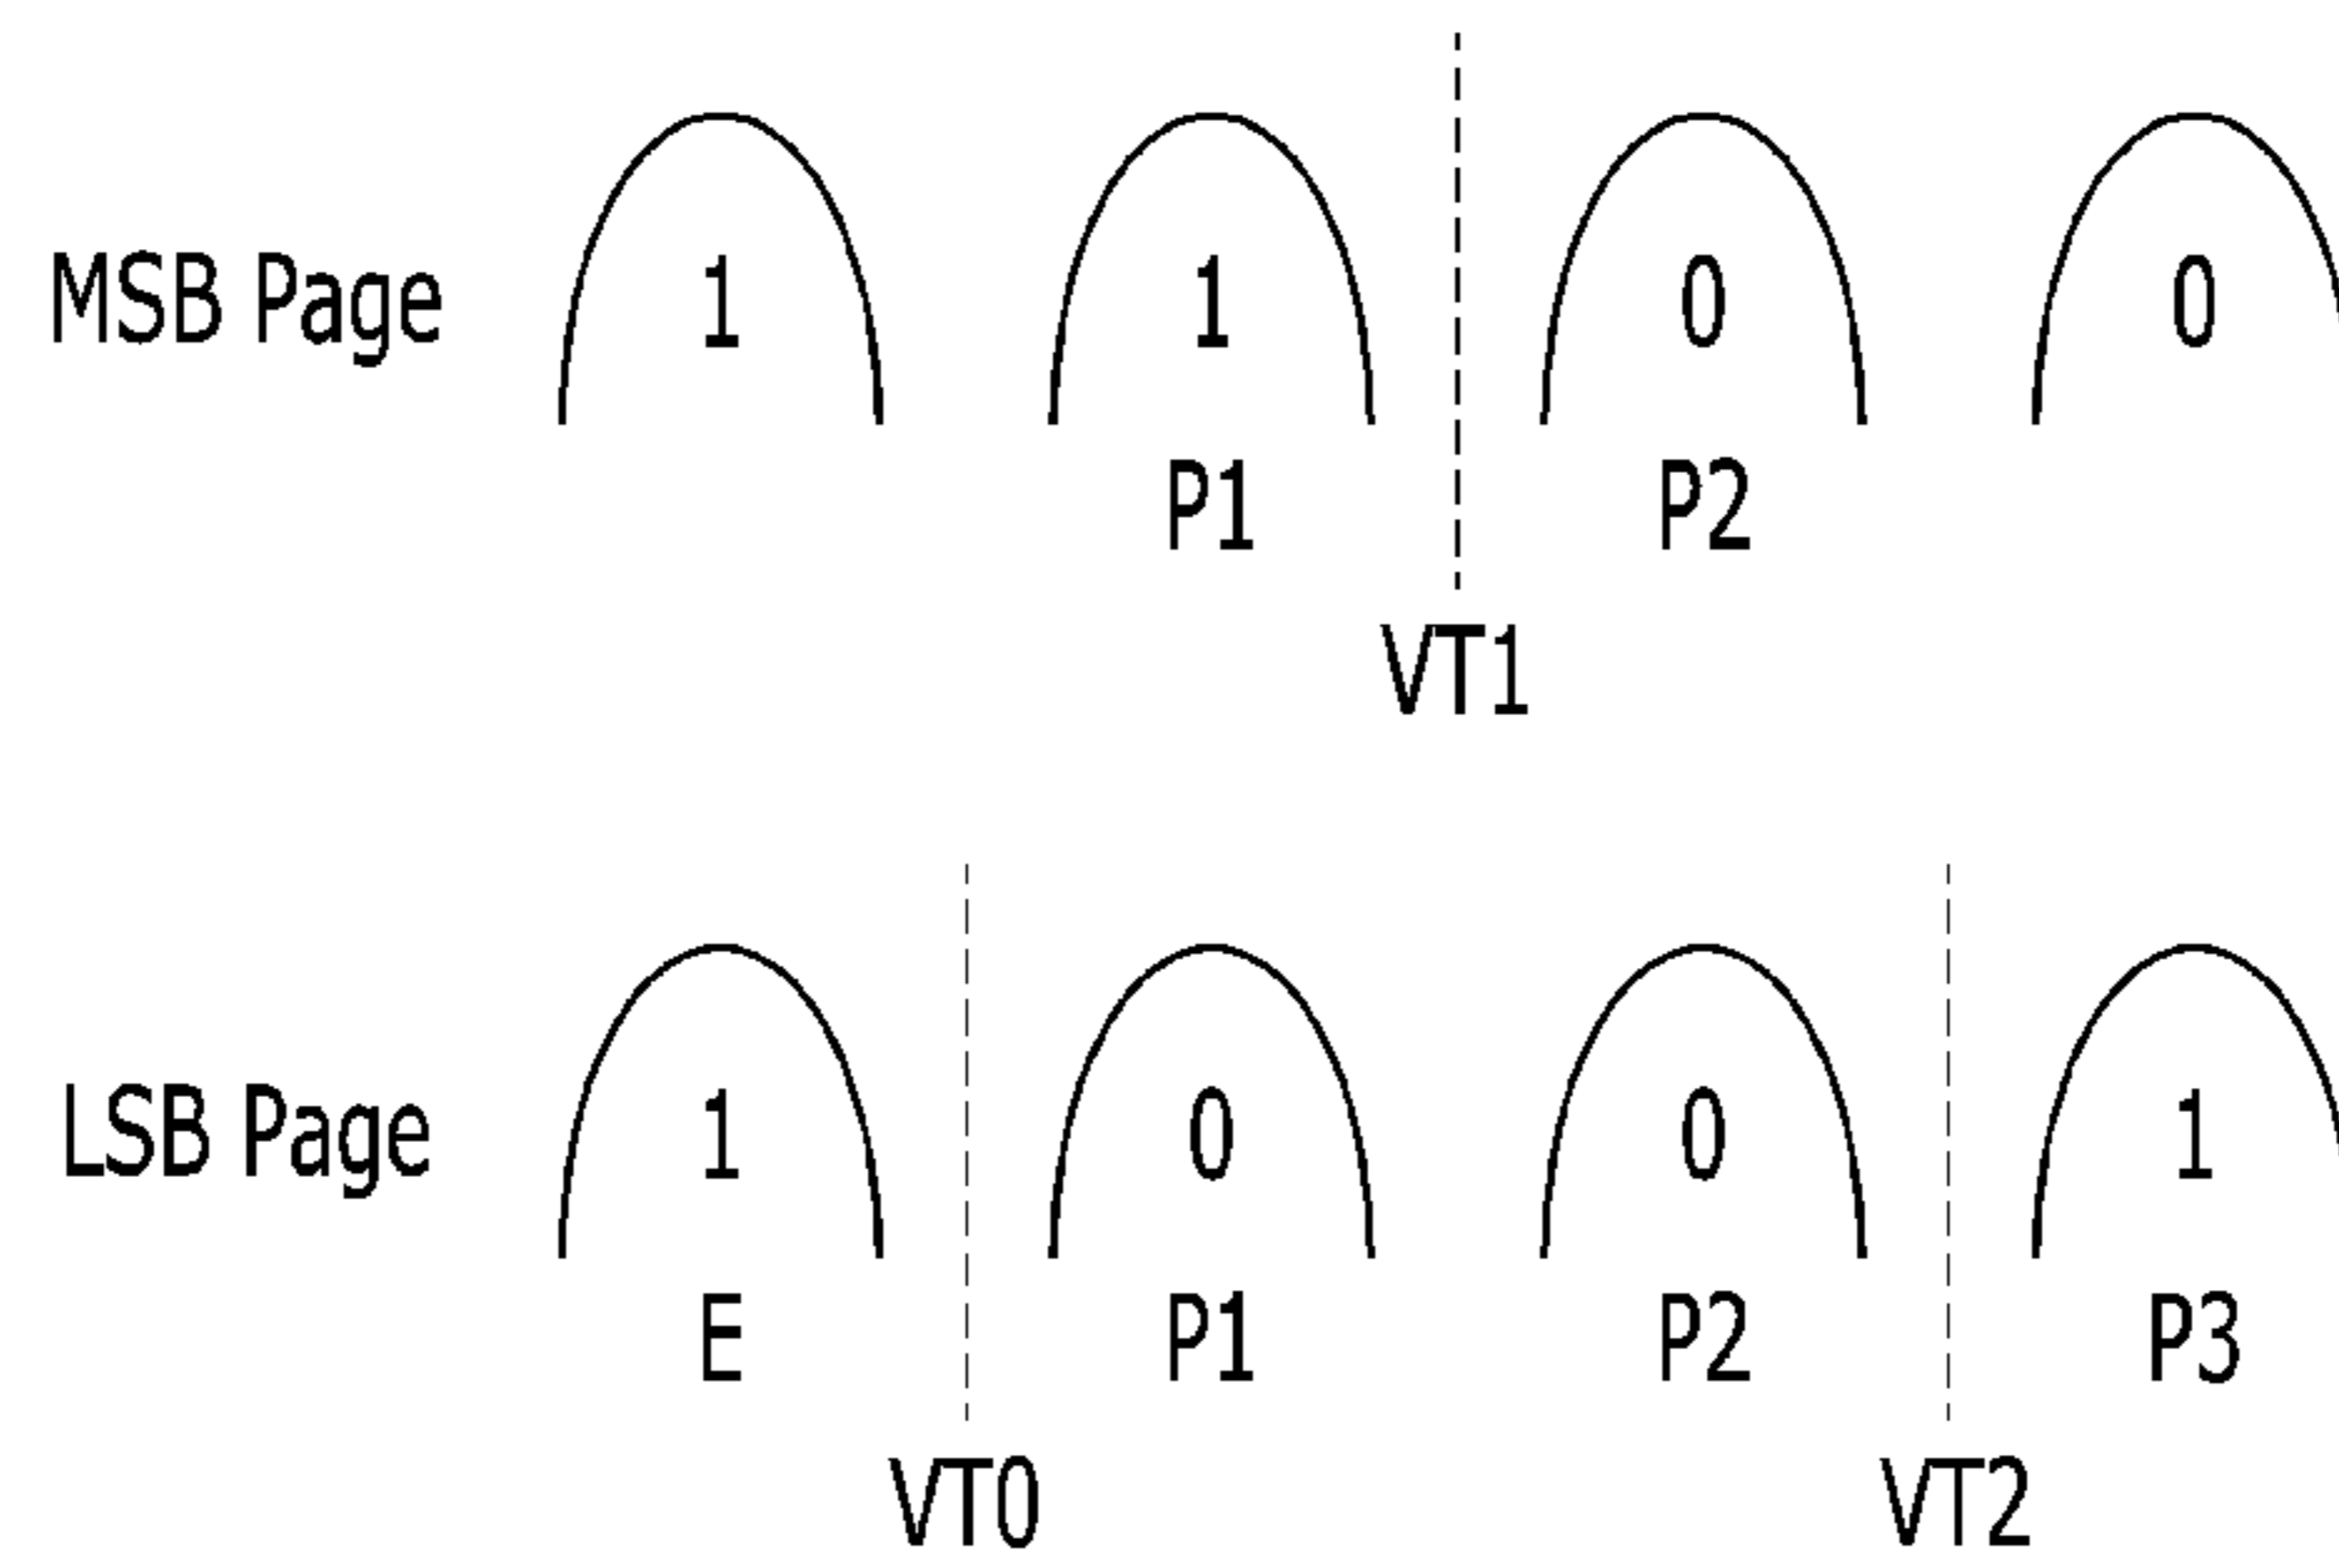 MSB Page 1 1 0 0
P1 P2
VT1
LSB Page 1 0 0 1
E P1 P2 P3
VT0 VT2